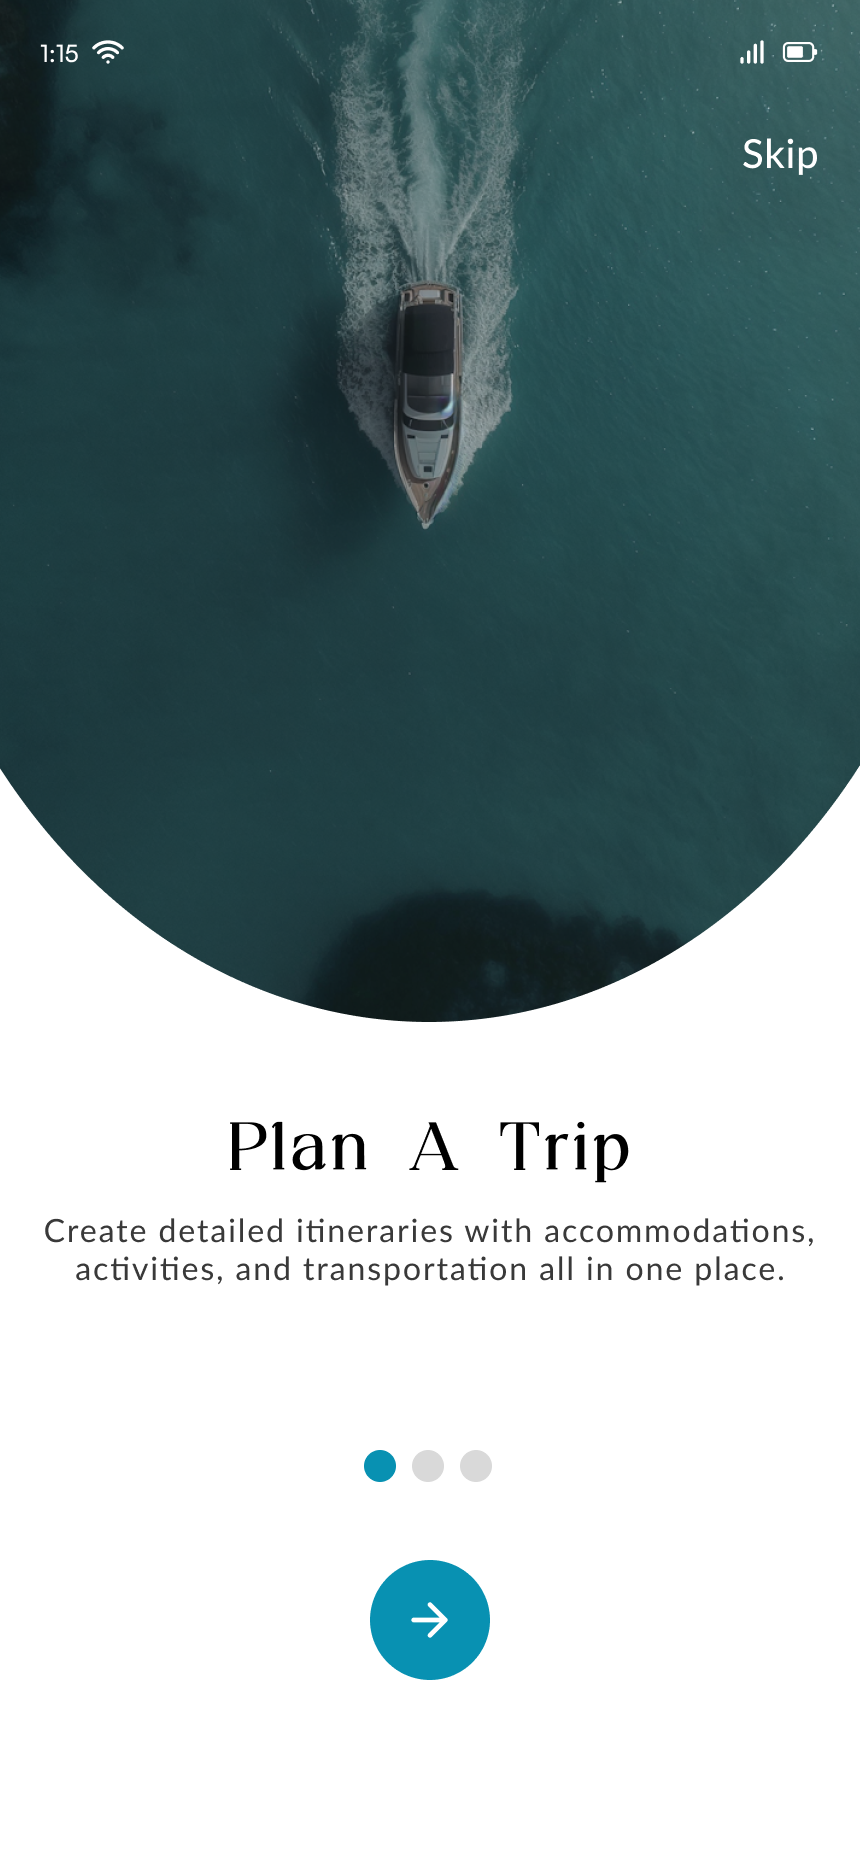 1:15
Skip
Plan A Trip
Create detailed itineraries with accommodations,
activities, and transportation all in one place.